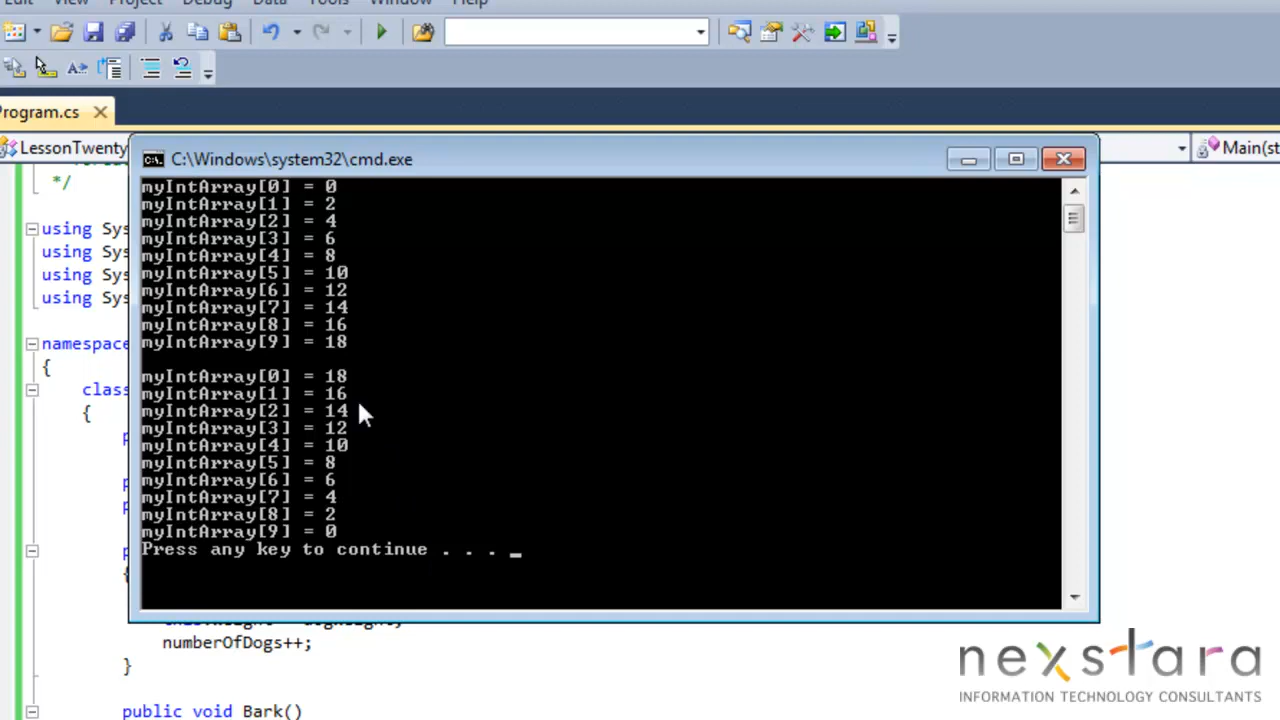 Edit View Project Debug Data Tools Window Help
Program.cs
LessonTwenty
Main(st
*/
C:\Windows\system32\cmd.exe
using Sys
using Sys
using Sys
using Sys
namespace
{
class
{
myIntArray[0] = 0
myIntArray[1] = 2
myIntArray[2] = 4
myIntArray[3] = 6
myIntArray[4] = 8
myIntArray[5] = 10
myIntArray[6] = 12
myIntArray[7] = 14
myIntArray[8] = 16
myIntArray[9] = 18
myIntArray[0] = 18
myIntArray[1] = 16
myIntArray[2] = 14
myIntArray[3] = 12
myIntArray[4] = 10
myIntArray[5] = 8
myIntArray[6] = 6
myIntArray[7] = 4
myIntArray[8] = 2
myIntArray[9] = 0
Press any key to continue . . . _
numberOfDogs++;
}
public void Bark()
nexstara
INFORMATION TECHNOLOGY CONSULTANTS